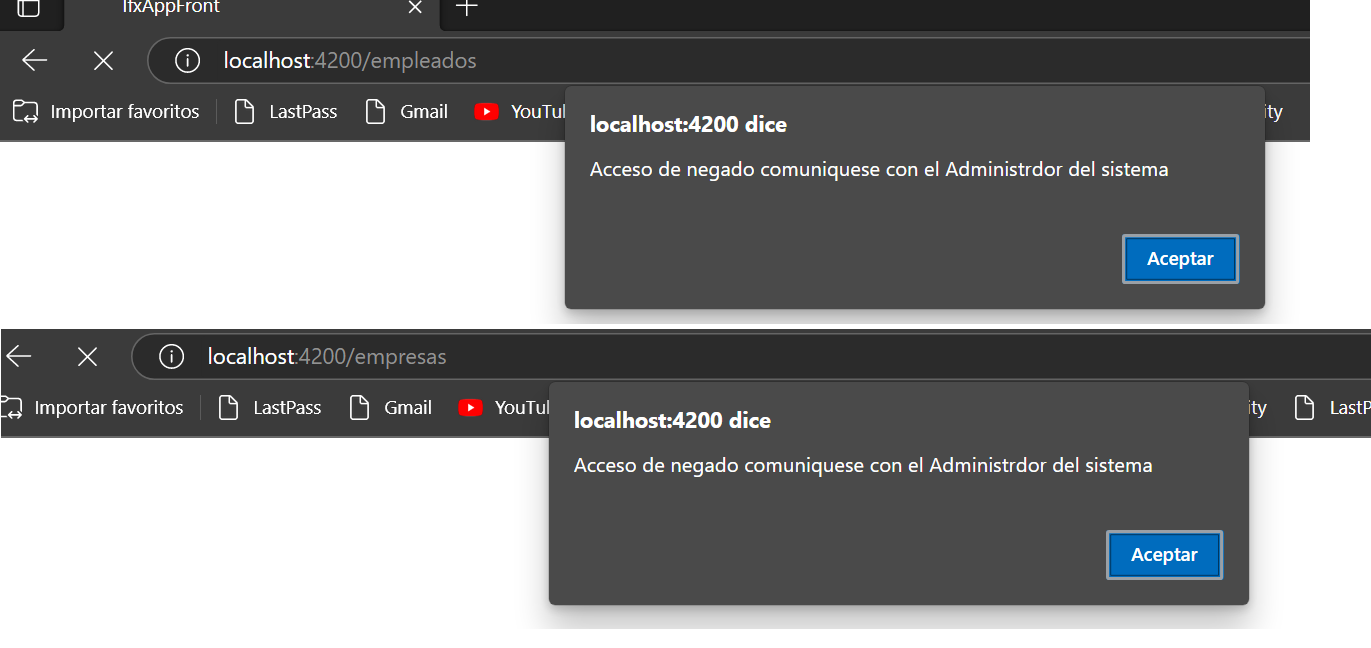 IfxAppFront
localhost:4200/empleados
Importar favoritos LastPass Gmail YouTu ity
localhost:4200 dice
Acceso de negado comuniquese con el Administrdor del sistema
Aceptar
localhost:4200/empresas
Importar favoritos LastPass Gmail YouTu ity LastP
localhost:4200 dice
Acceso de negado comuniquese con el Administrdor del sistema
Aceptar